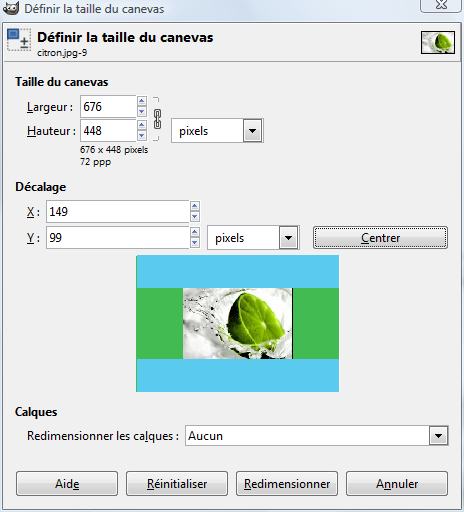 Définir la taille du canevas
Définir la taille du canevas
citron.jpg-9
Taille du canevas
Largeur : 676
Hauteur : 448 pixels
676 x 448 pixels
72 ppp
Décalage
X : 149
Y : 99 pixels Centrer
Calques
Redimensionner les calques : Aucun
Aide Réinitialiser Redimensionner Annuler